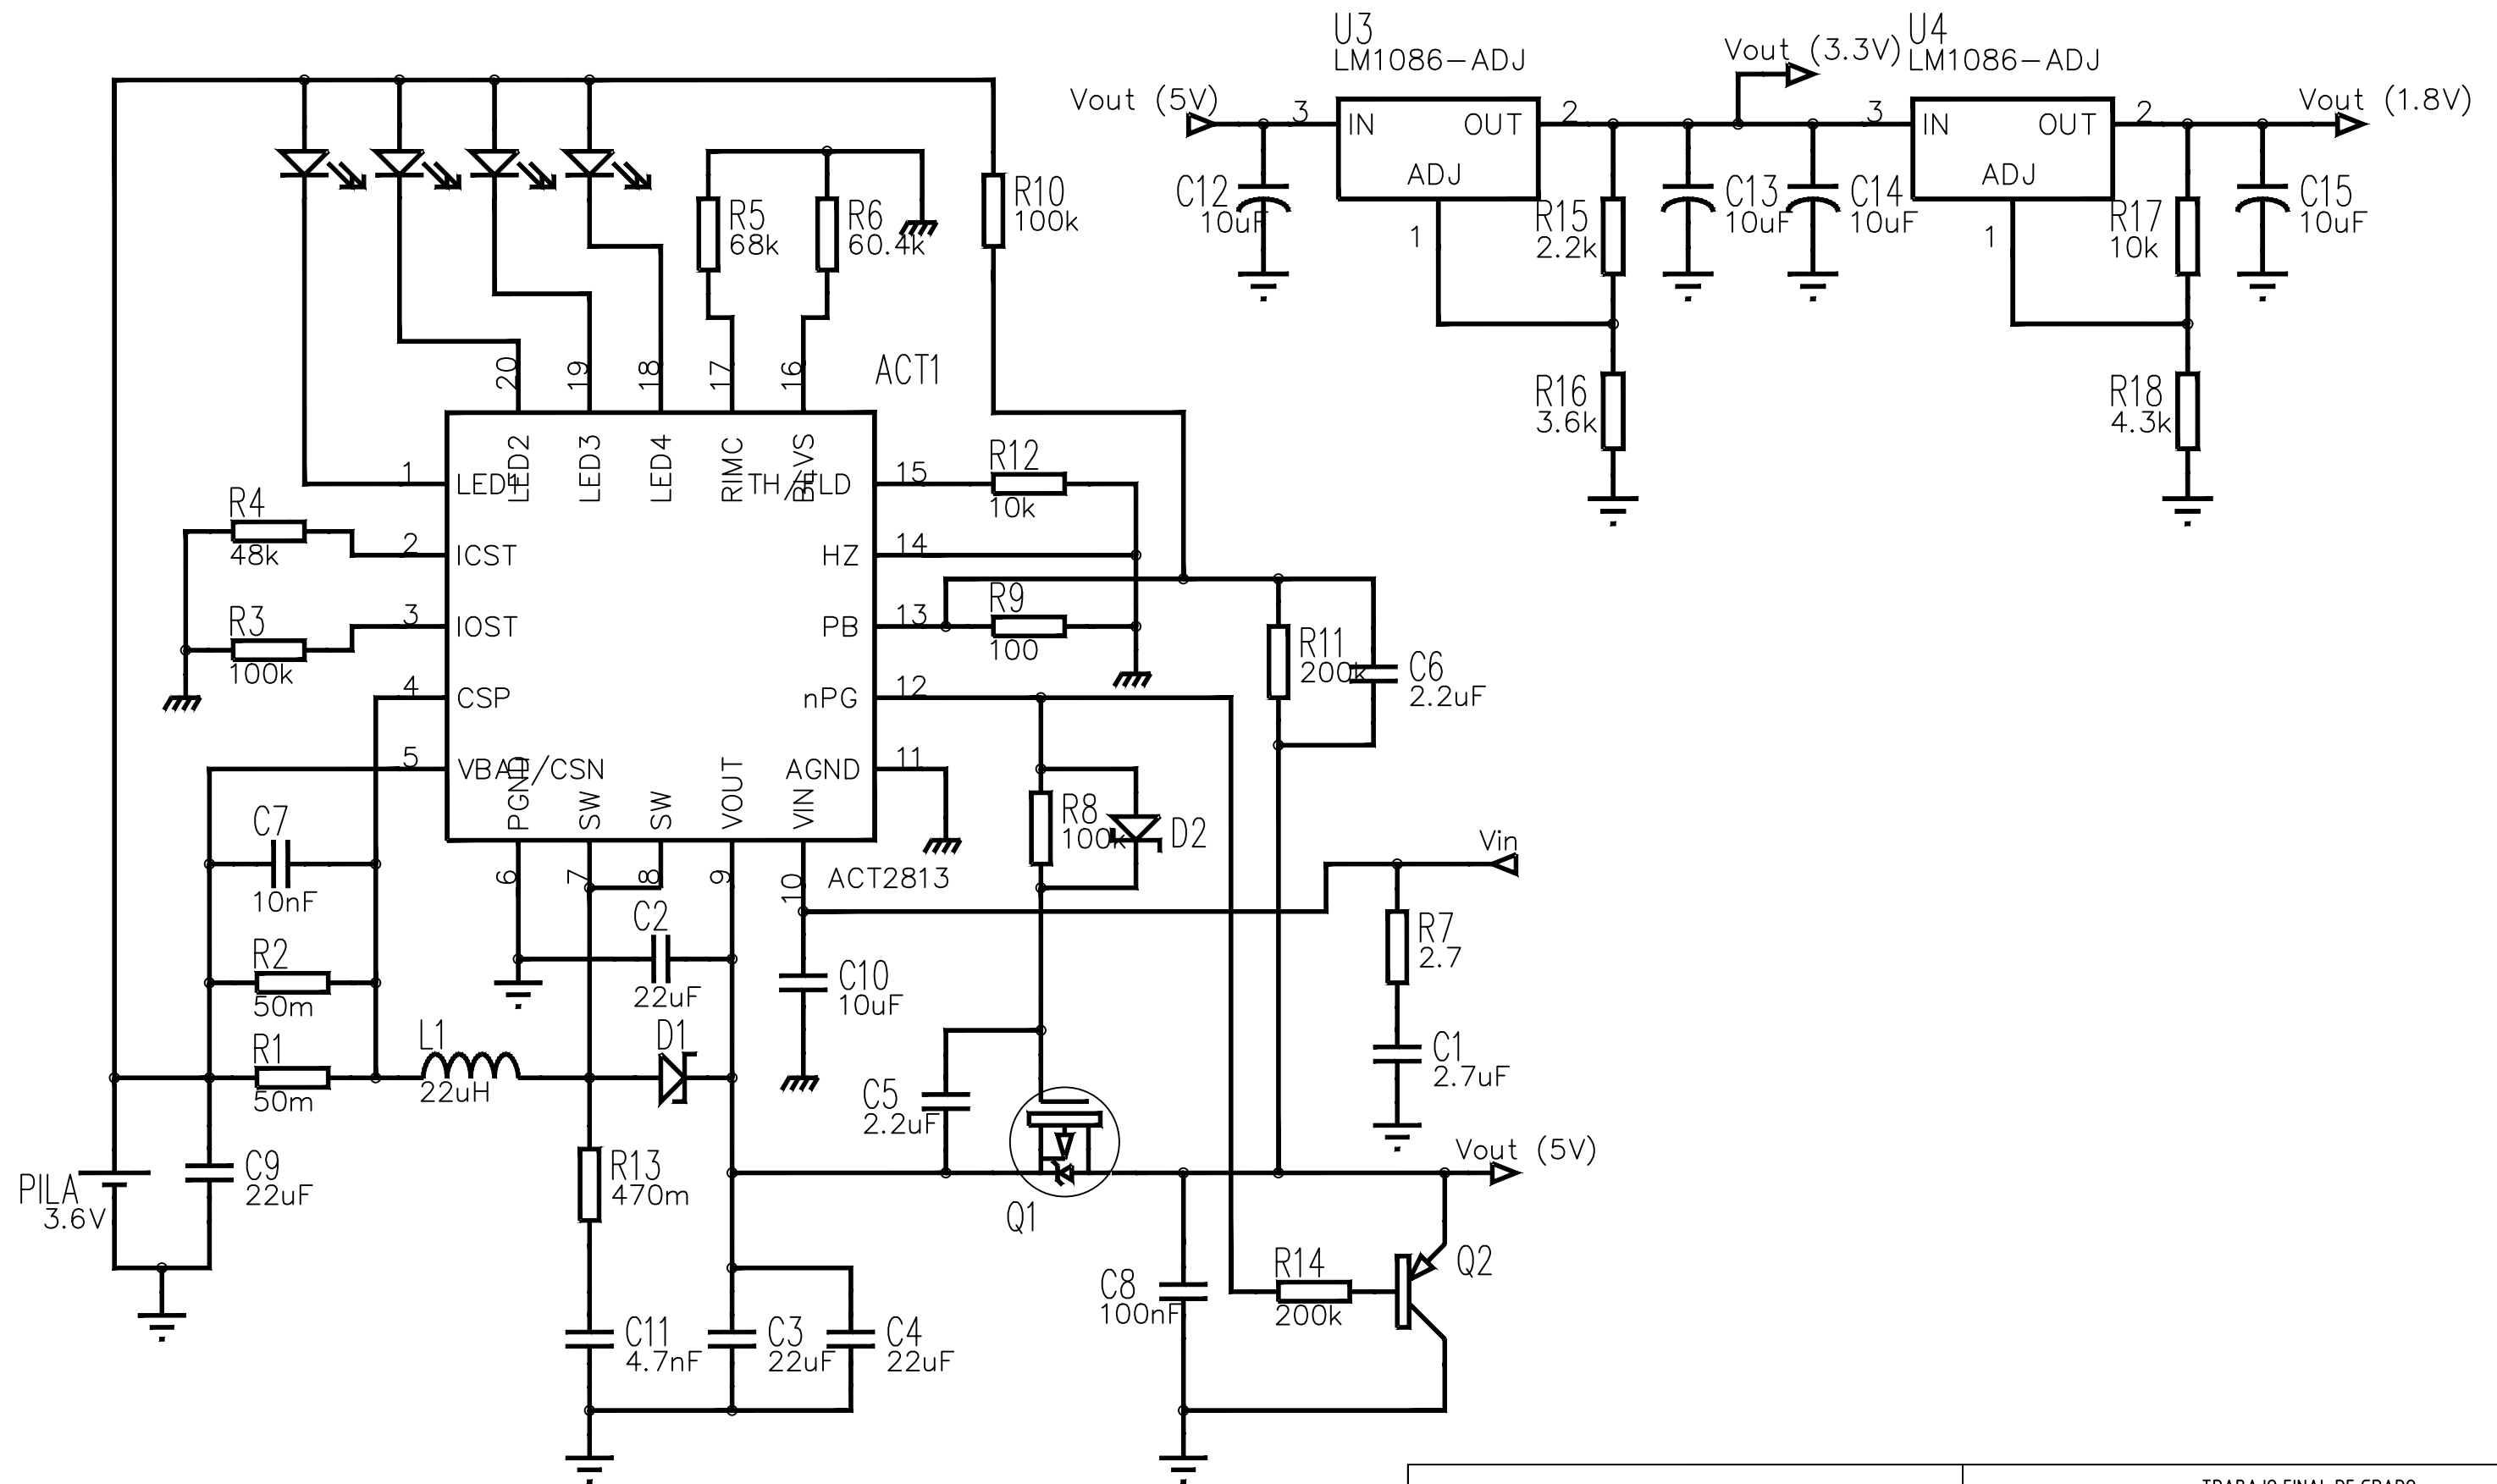 U3
LM1086-ADJ
U4
LM1086-ADJ
Vout (5V)
Vout (3.3V)
Vout (1.8V)
3
IN
OUT
ADJ
2
1
3
IN
OUT
ADJ
2
1
C12
10uF
R15
2.2k
C13
10uF
C14
10uF
R17
10k
C15
10uF
R16
3.6k
R18
4.3k
R5
68k
R6
60.4k
R10
100k
ACT1
20
19
18
17
16
LED2
LED3
LED4
RIMC
TH/FLD
1
LED1
2
ICST
3
IOST
4
CSP
5
VBAT/CSN
15
HZ
14
PB
13
nPG
12
AGND
11
PGND
SW
SW
VOUT
VIN
6
7
8
9
10
ACT2813
R4
48k
R3
100k
R12
10k
R9
100
R11
200k
C6
2.2uF
R8
100k
D2
C7
10nF
R2
50m
R1
50m
L1
22uH
C2
22uF
D1
C10
10uF
Vin
R7
2.7
C1
2.7uF
C5
2.2uF
Q1
Vout (5V)
PILA
3.6V
C9
22uF
R13
470m
C11
4.7nF
C3
22uF
C4
22uF
C8
100nF
R14
200k
Q2
TRABAJO FINAL DE GRADO